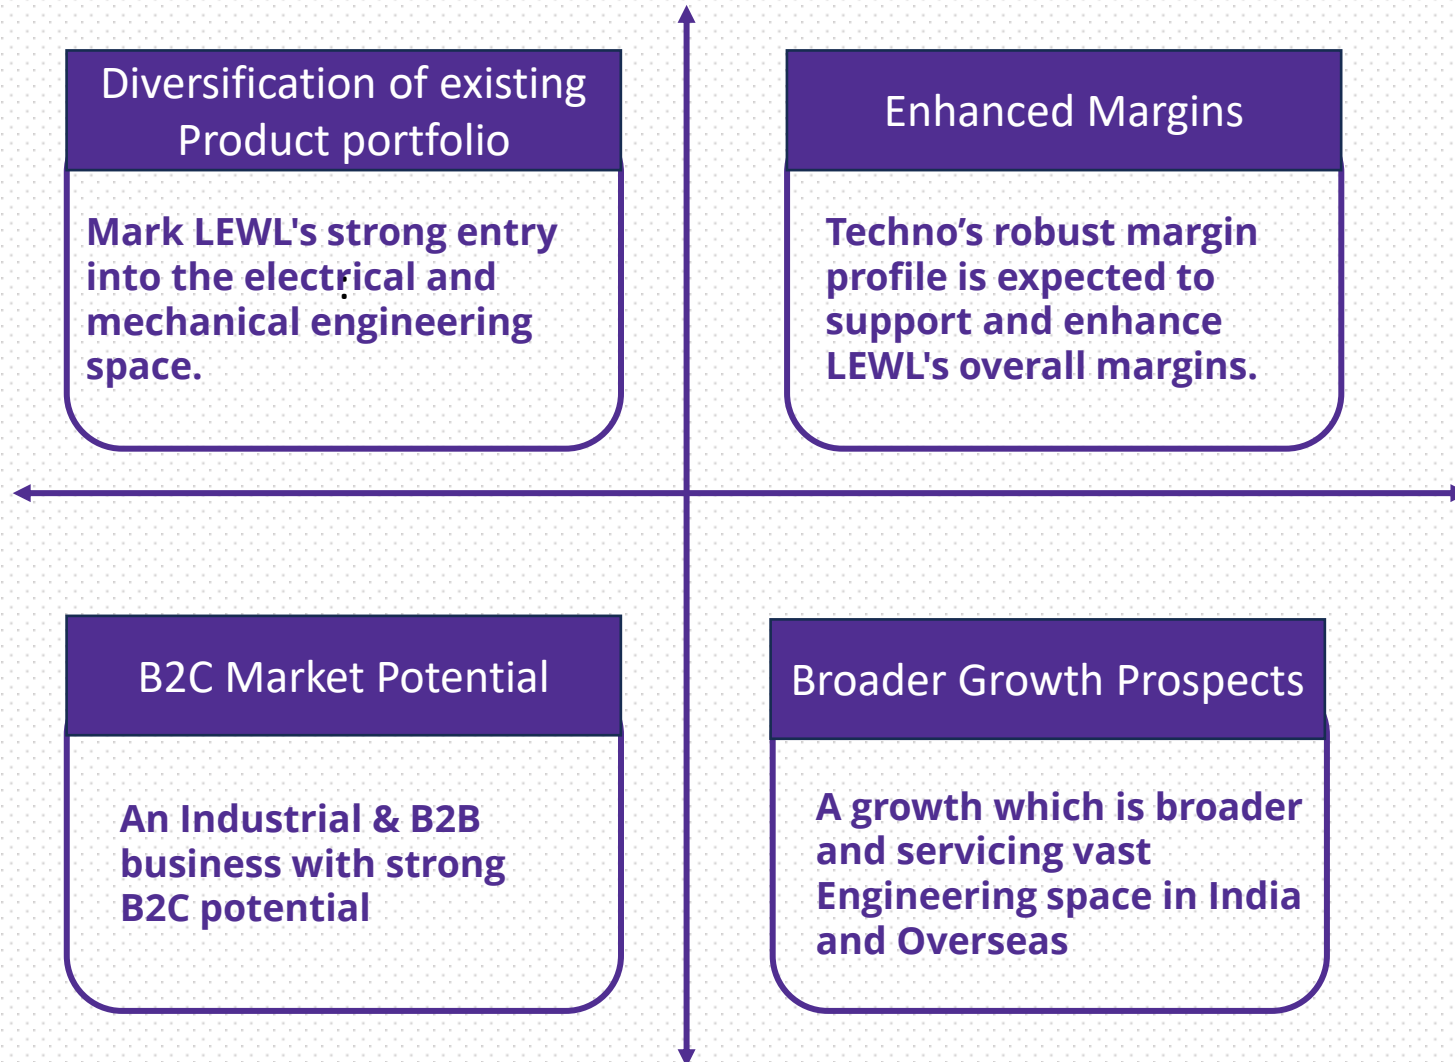 Diversification of existing
Product portfolio
Mark LEWL's strong entry
into the electrical and
mechanical engineering
space.
Enhanced Margins
Techno’s robust margin
profile is expected to
support and enhance
LEWL's overall margins.
B2C Market Potential
An Industrial & B2B
business with strong
B2C potential
Broader Growth Prospects
A growth which is broader
and servicing vast
Engineering space in India
and Overseas